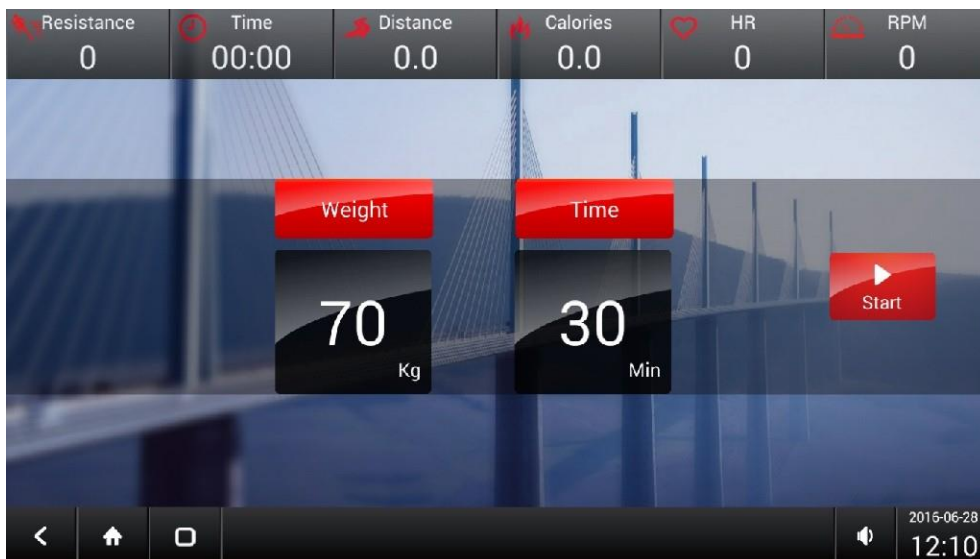 Resistance Time Distance Calories HR RPM
0 00:00 0.0 0.0 0 0
Weight Time
70 30
Kg Min
Start
2016-06-28
12:10